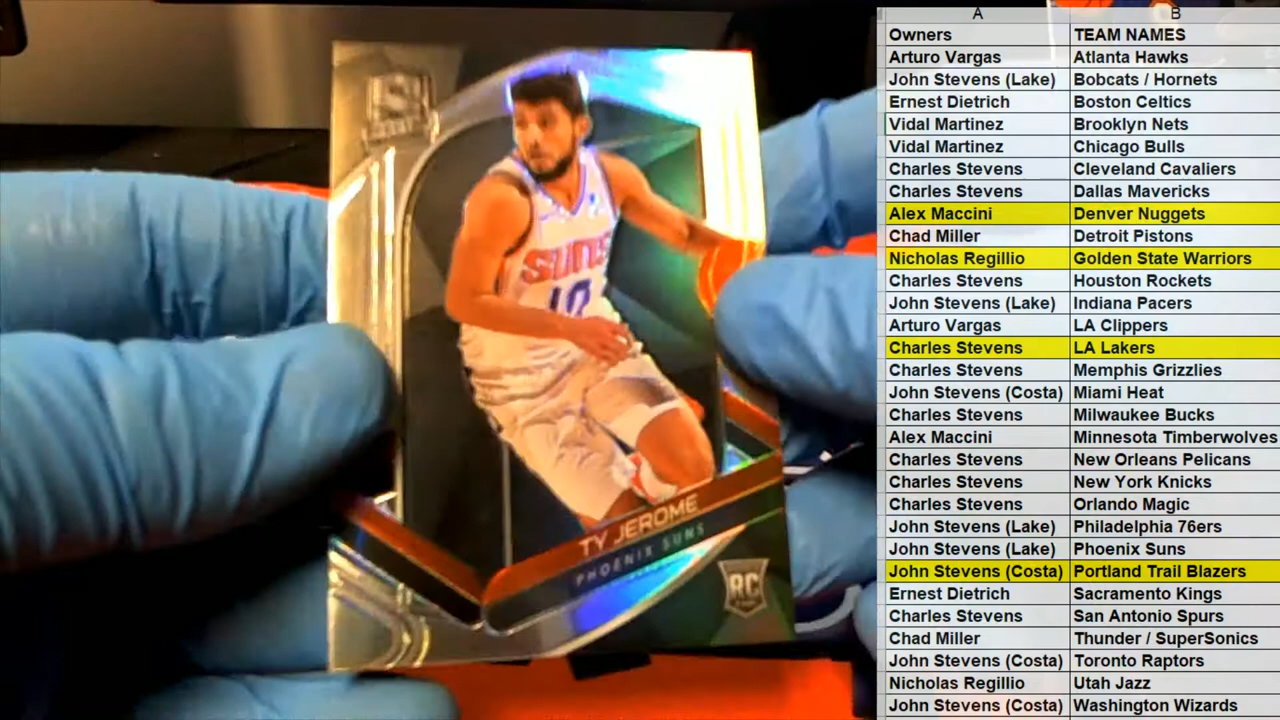 SUNS
10
TY JEROME
PHOENIX SUNS
RC
A B
Owners TEAM NAMES
Arturo Vargas Atlanta Hawks
John Stevens (Lake) Bobcats / Hornets
Ernest Dietrich Boston Celtics
Vidal Martinez Brooklyn Nets
Vidal Martinez Chicago Bulls
Charles Stevens Cleveland Cavaliers
Charles Stevens Dallas Mavericks
Alex Maccini Denver Nuggets
Chad Miller Detroit Pistons
Nicholas Regillio Golden State Warriors
Charles Stevens Houston Rockets
John Stevens (Lake) Indiana Pacers
Arturo Vargas LA Clippers
Charles Stevens LA Lakers
Charles Stevens Memphis Grizzlies
John Stevens (Costa) Miami Heat
Charles Stevens Milwaukee Bucks
Alex Maccini Minnesota Timberwolves
Charles Stevens New Orleans Pelicans
Charles Stevens New York Knicks
Charles Stevens Orlando Magic
John Stevens (Lake) Philadelphia 76ers
John Stevens (Lake) Phoenix Suns
John Stevens (Costa) Portland Trail Blazers
Ernest Dietrich Sacramento Kings
Charles Stevens San Antonio Spurs
Chad Miller Thunder / SuperSonics
John Stevens (Costa) Toronto Raptors
Nicholas Regillio Utah Jazz
John Stevens (Costa) Washington Wizards